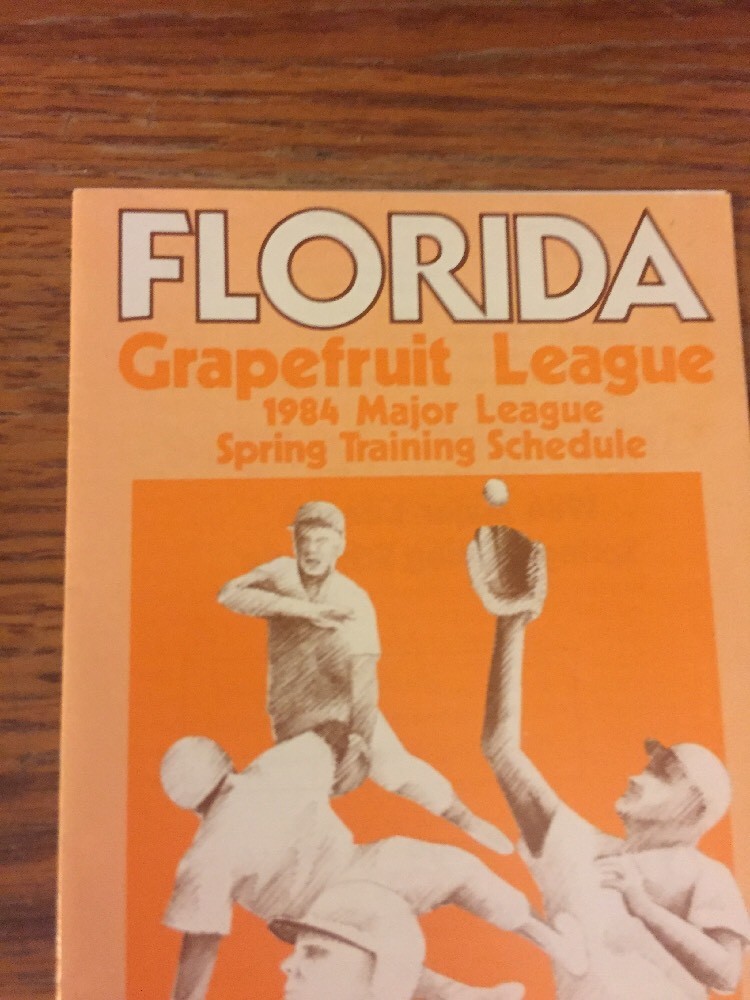 FLORIDA
Grapefruit League
1984 Major League
Spring Training Schedule